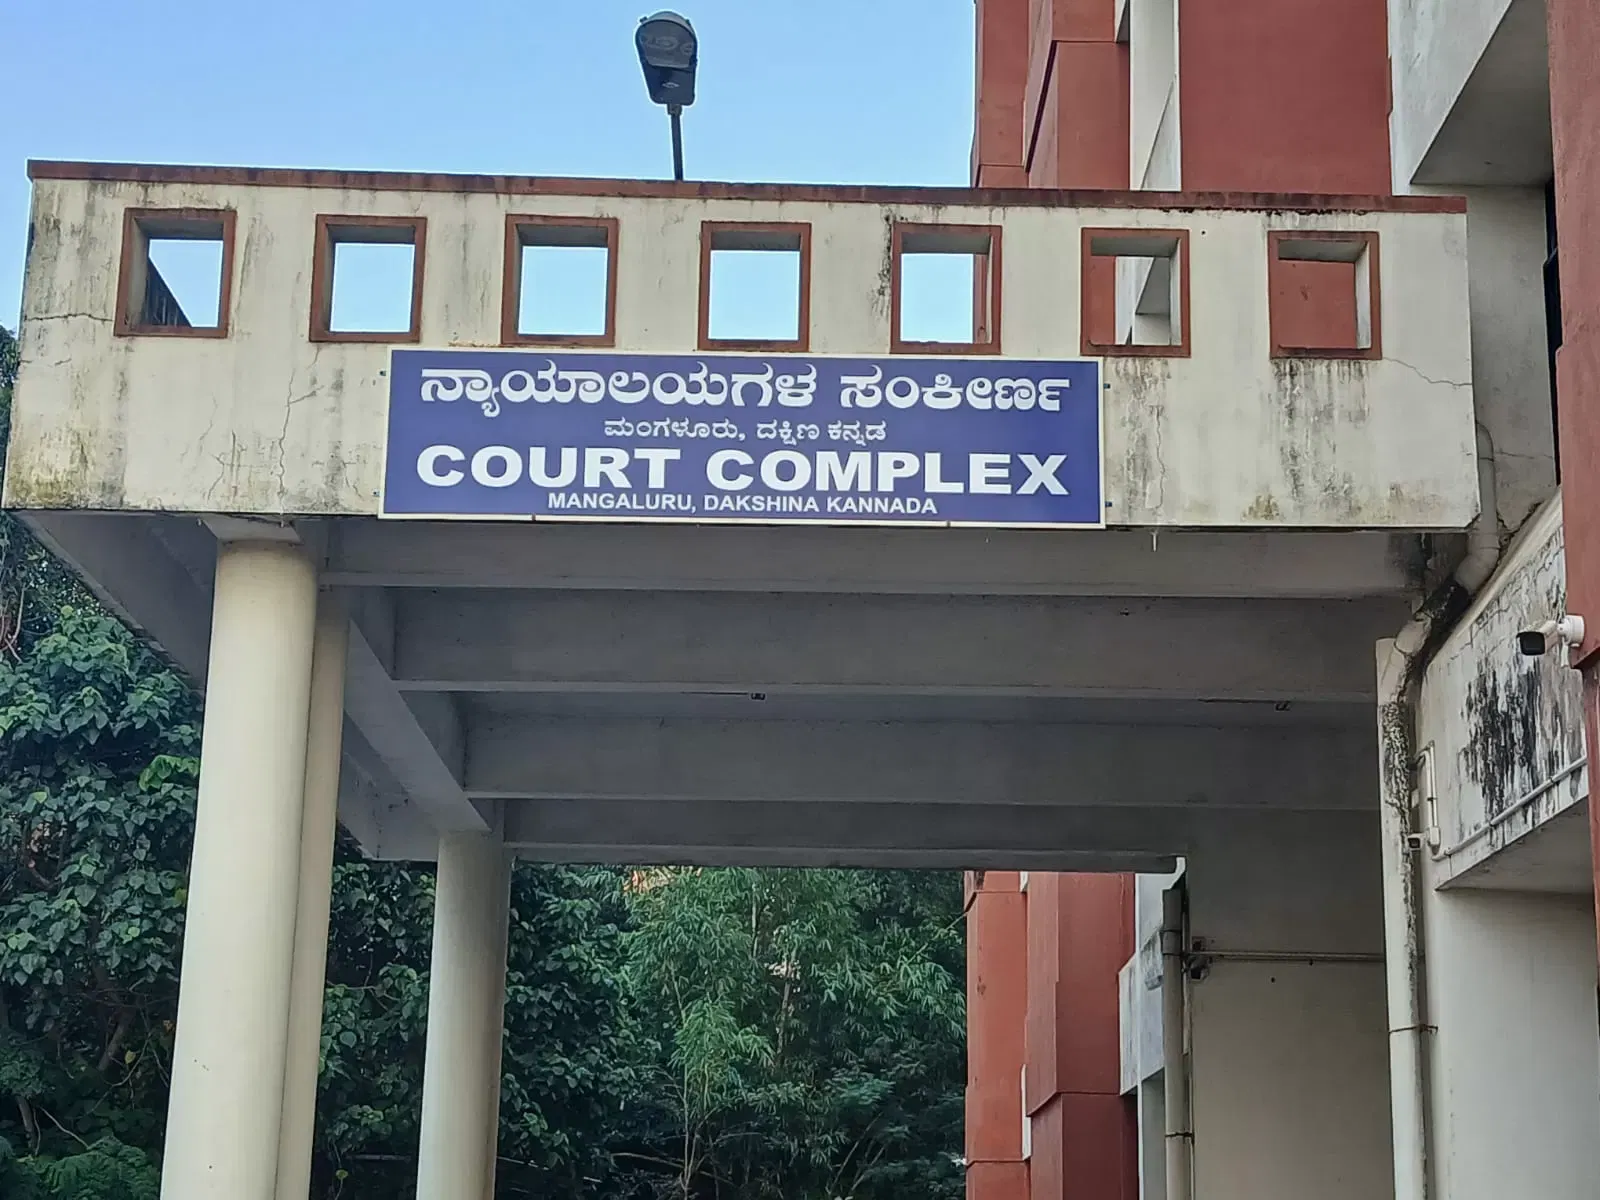 ನ್ಯಾಯಾಲಯಗಳ ಸಂಕೀರ್ಣ
ಮಂಗಳೂರು, ದಕ್ಷಿಣ ಕನ್ನಡ
COURT COMPLEX
MANGALURU, DAKSHINA KANNADA